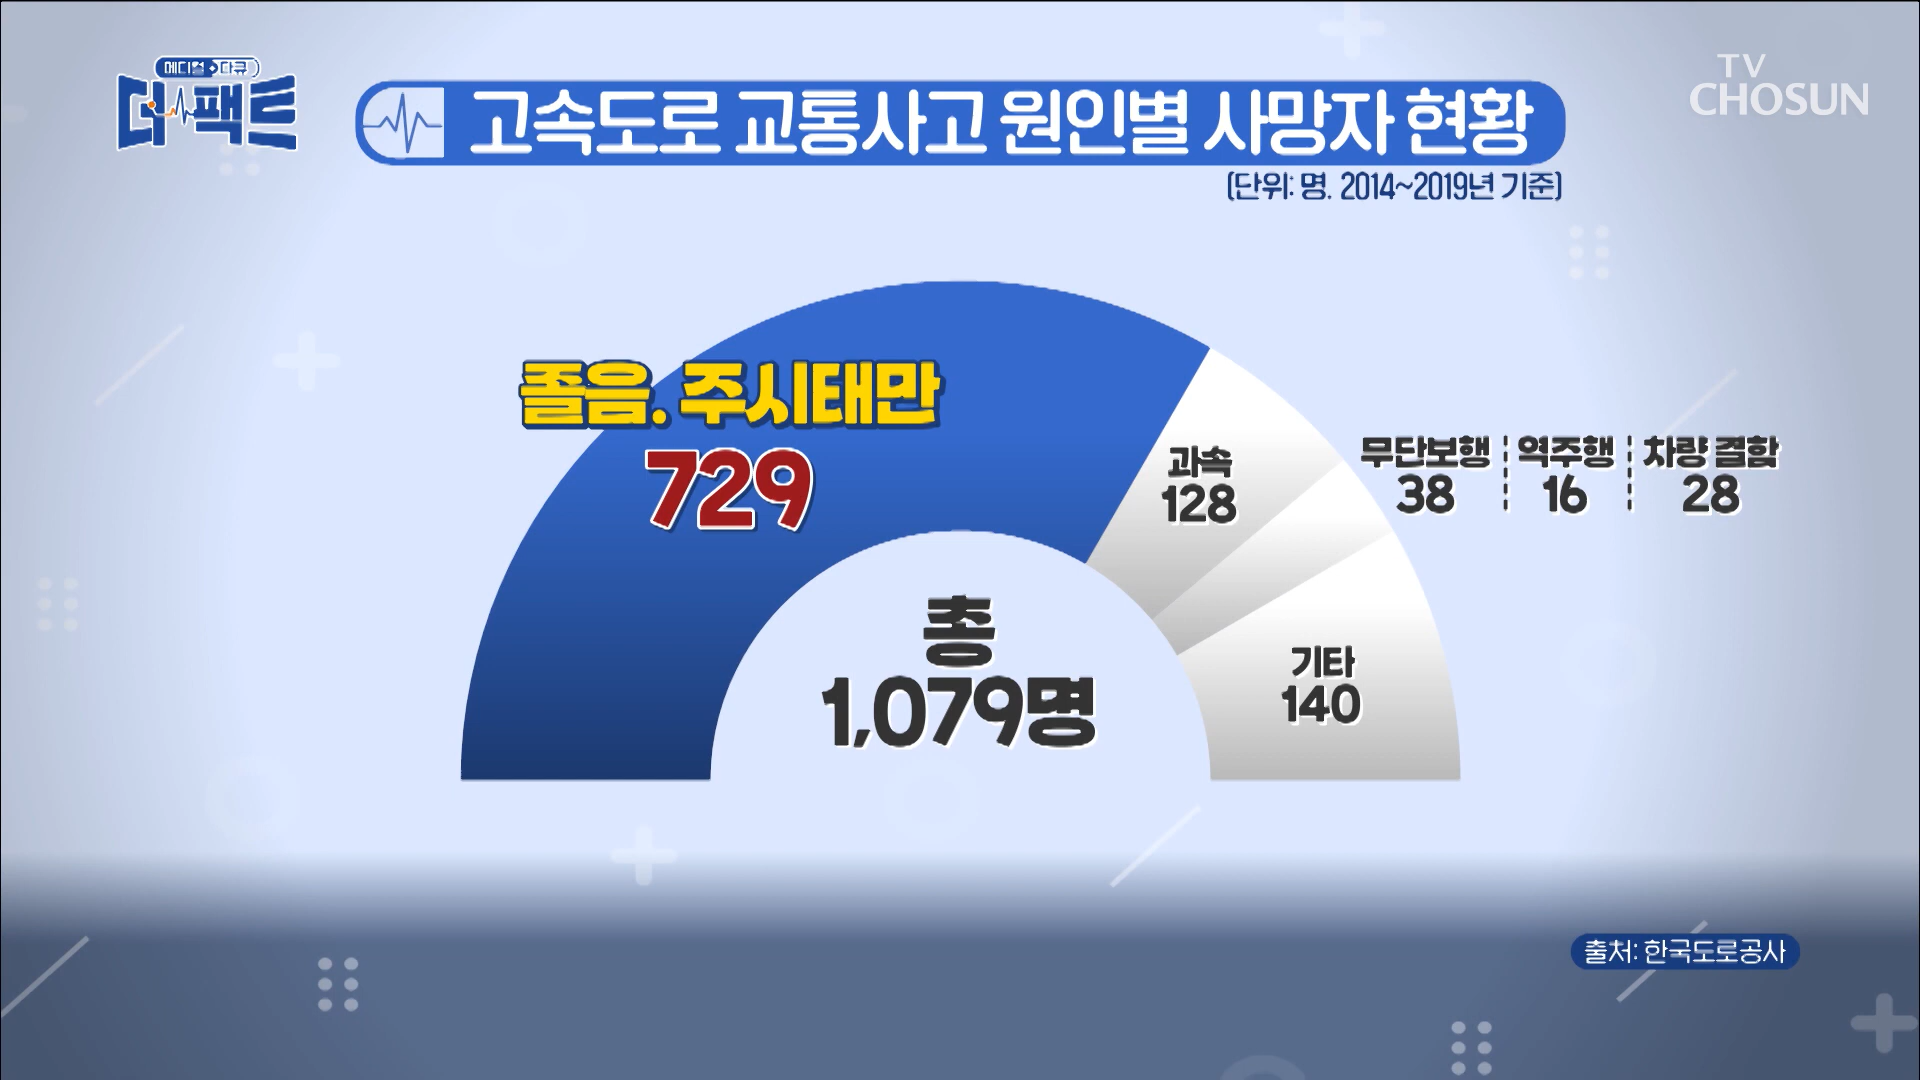 메디컬 다큐
더 팩트
TV
CHOSUN
고속도로 교통사고 원인별 사망자 현황
(단위: 명. 2014~2019년 기준)
졸음. 주시태만
729
과속
128
무단보행
38
역주행
16
차량 결함
28
기타
140
총
1,079명
출처: 한국도로공사